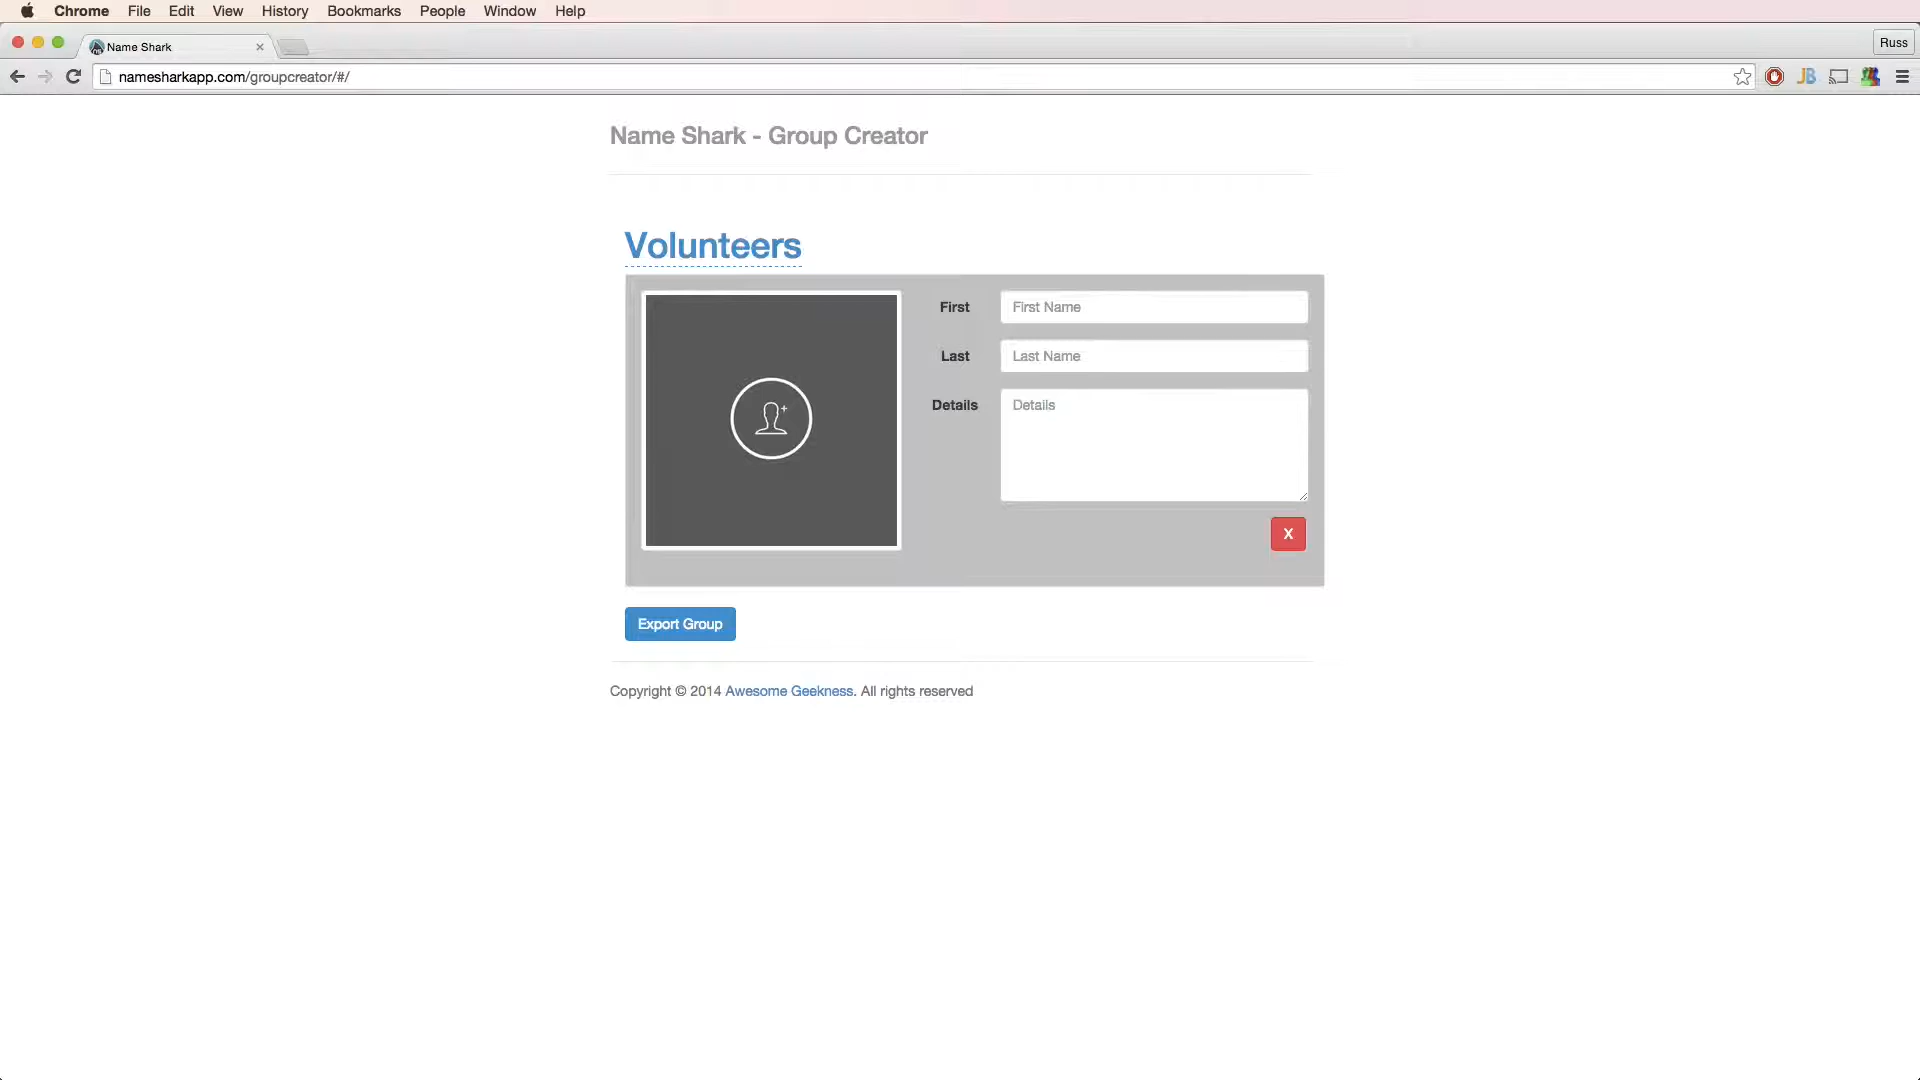 Chrome File Edit View History Bookmarks People Window Help
Name Shark
Russ
namesharkapp.com/groupcreator/#/
JB
Name Shark - Group Creator
Volunteers
First First Name
Last Last Name
Details Details
X
Export Group
Copyright © 2014 Awesome Geekness. All rights reserved